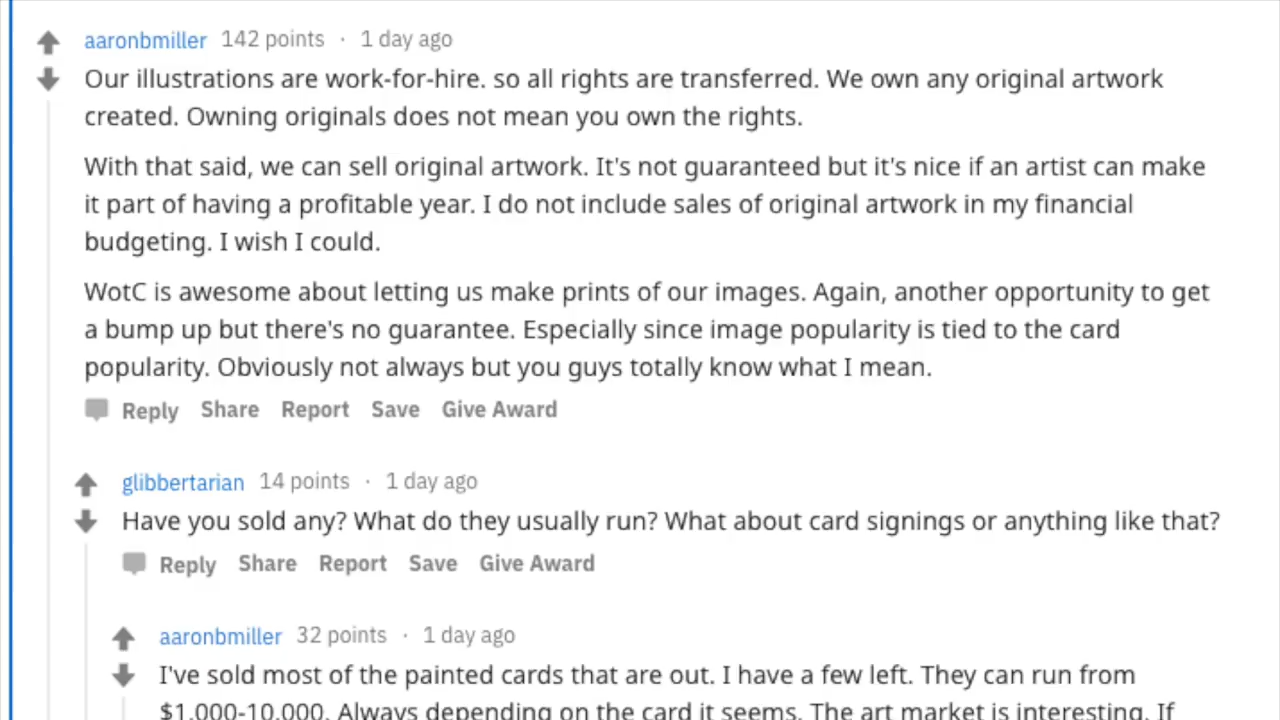 aaronbmiller 142 points · 1 day ago
Our illustrations are work-for-hire. so all rights are transferred. We own any original artwork
created. Owning originals does not mean you own the rights.
With that said, we can sell original artwork. It's not guaranteed but it's nice if an artist can make
it part of having a profitable year. I do not include sales of original artwork in my financial
budgeting. I wish I could.
WotC is awesome about letting us make prints of our images. Again, another opportunity to get
a bump up but there's no guarantee. Especially since image popularity is tied to the card
popularity. Obviously not always but you guys totally know what I mean.
Reply Share Report Save Give Award
glibbertarian 14 points · 1 day ago
Have you sold any? What do they usually run? What about card signings or anything like that?
Reply Share Report Save Give Award
aaronbmiller 32 points · 1 day ago
I've sold most of the painted cards that are out. I have a few left. They can run from
$1,000-10,000. Always depending on the card it seems. The art market is interesting. If